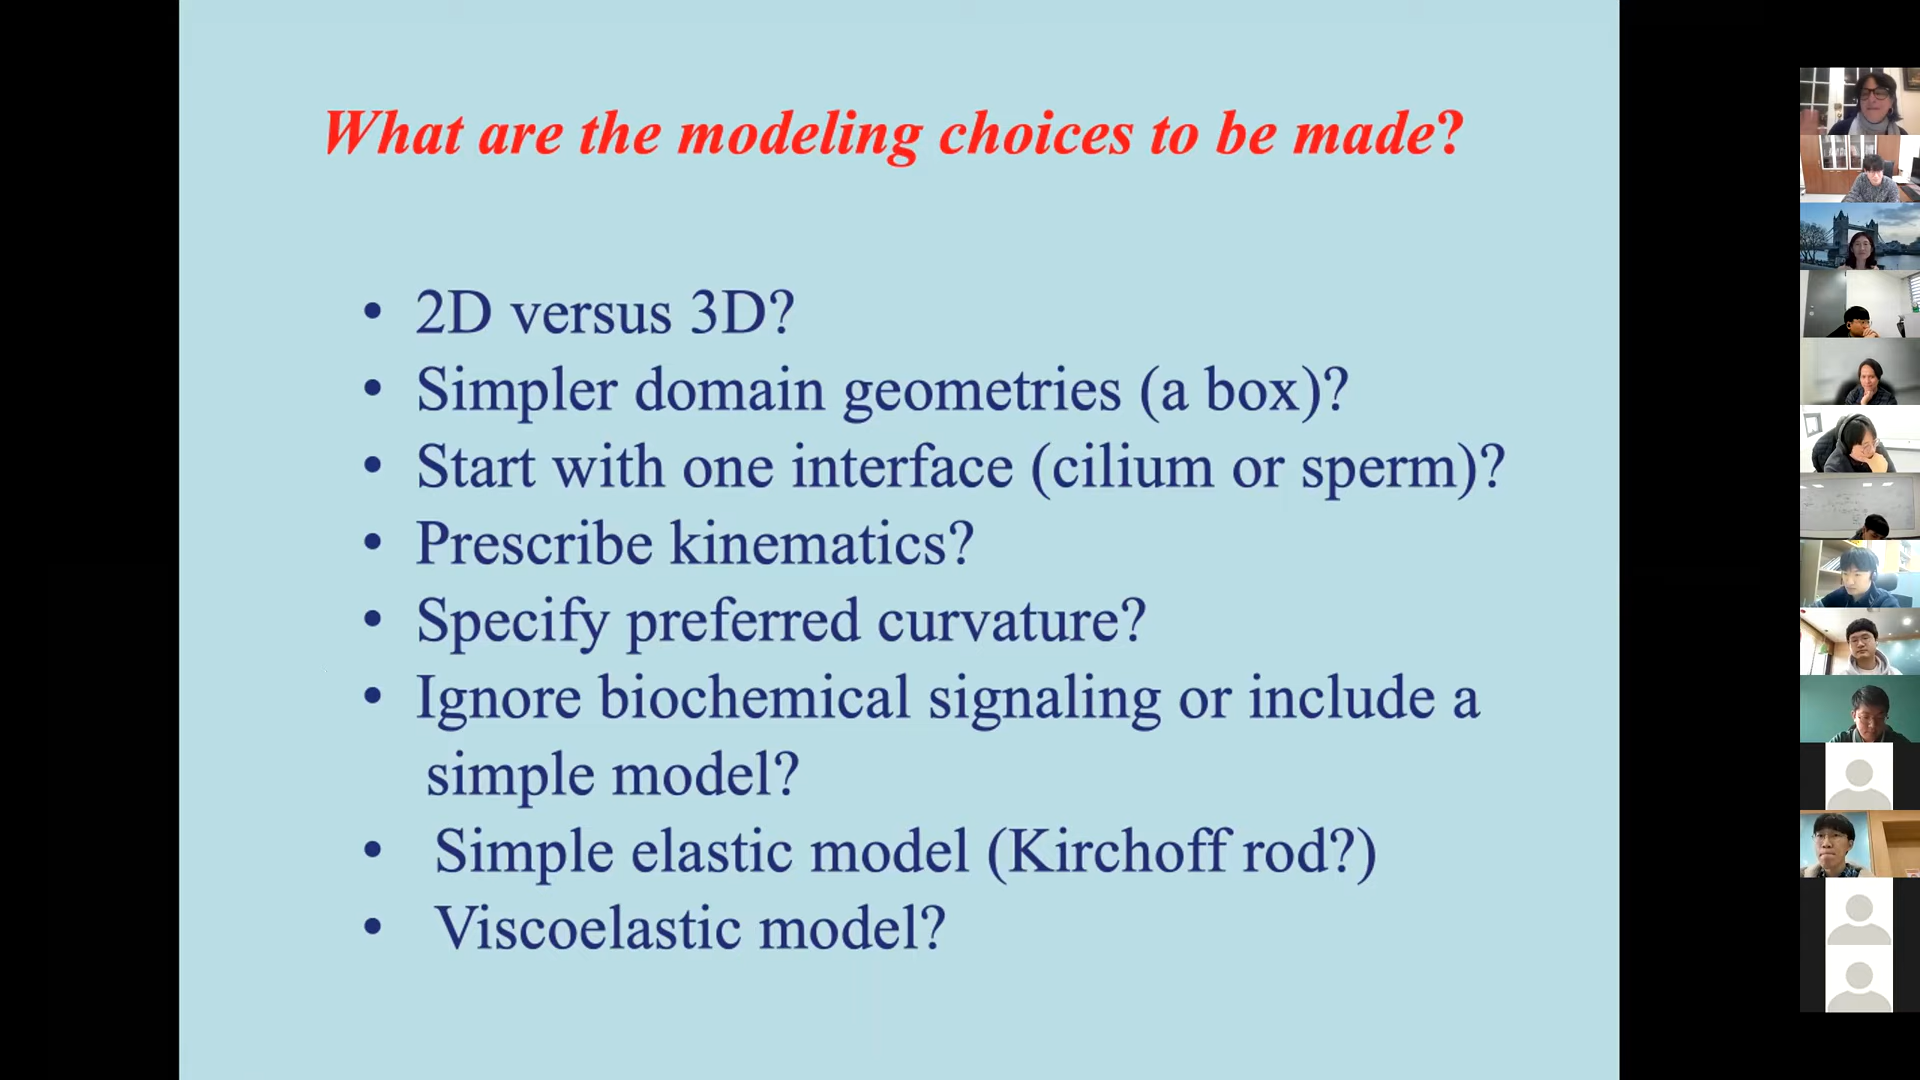 What are the modeling choices to be made?
• 2D versus 3D?
• Simpler domain geometries (a box)?
• Start with one interface (cilium or sperm)?
• Prescribe kinematics?
• Specify preferred curvature?
• Ignore biochemical signaling or include a
simple model?
• Simple elastic model (Kirchoff rod?)
• Viscoelastic model?